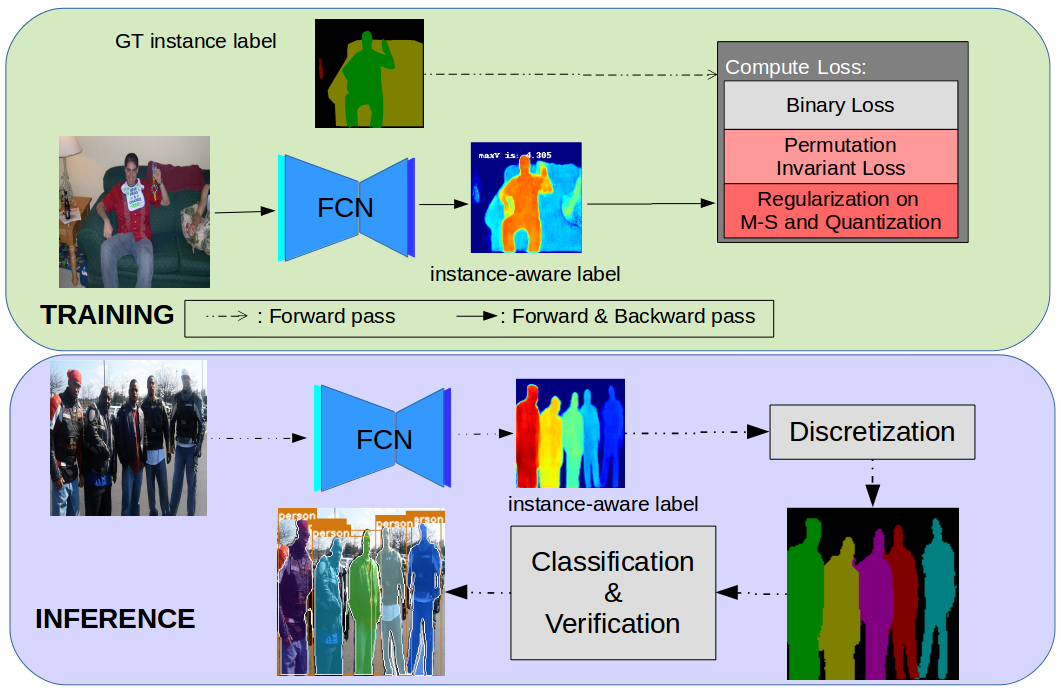 GT instance label
Compute Loss:
Binary Loss
Permutation
Invariant Loss
Regularization on
M-S and Quantization
FCN
maxV is: 4.305
instance-aware label
TRAINING
: Forward pass
: Forward & Backward pass
FCN
instance-aware label
Discretization
person
person
person
erson
Classification
&
Verification
INFERENCE